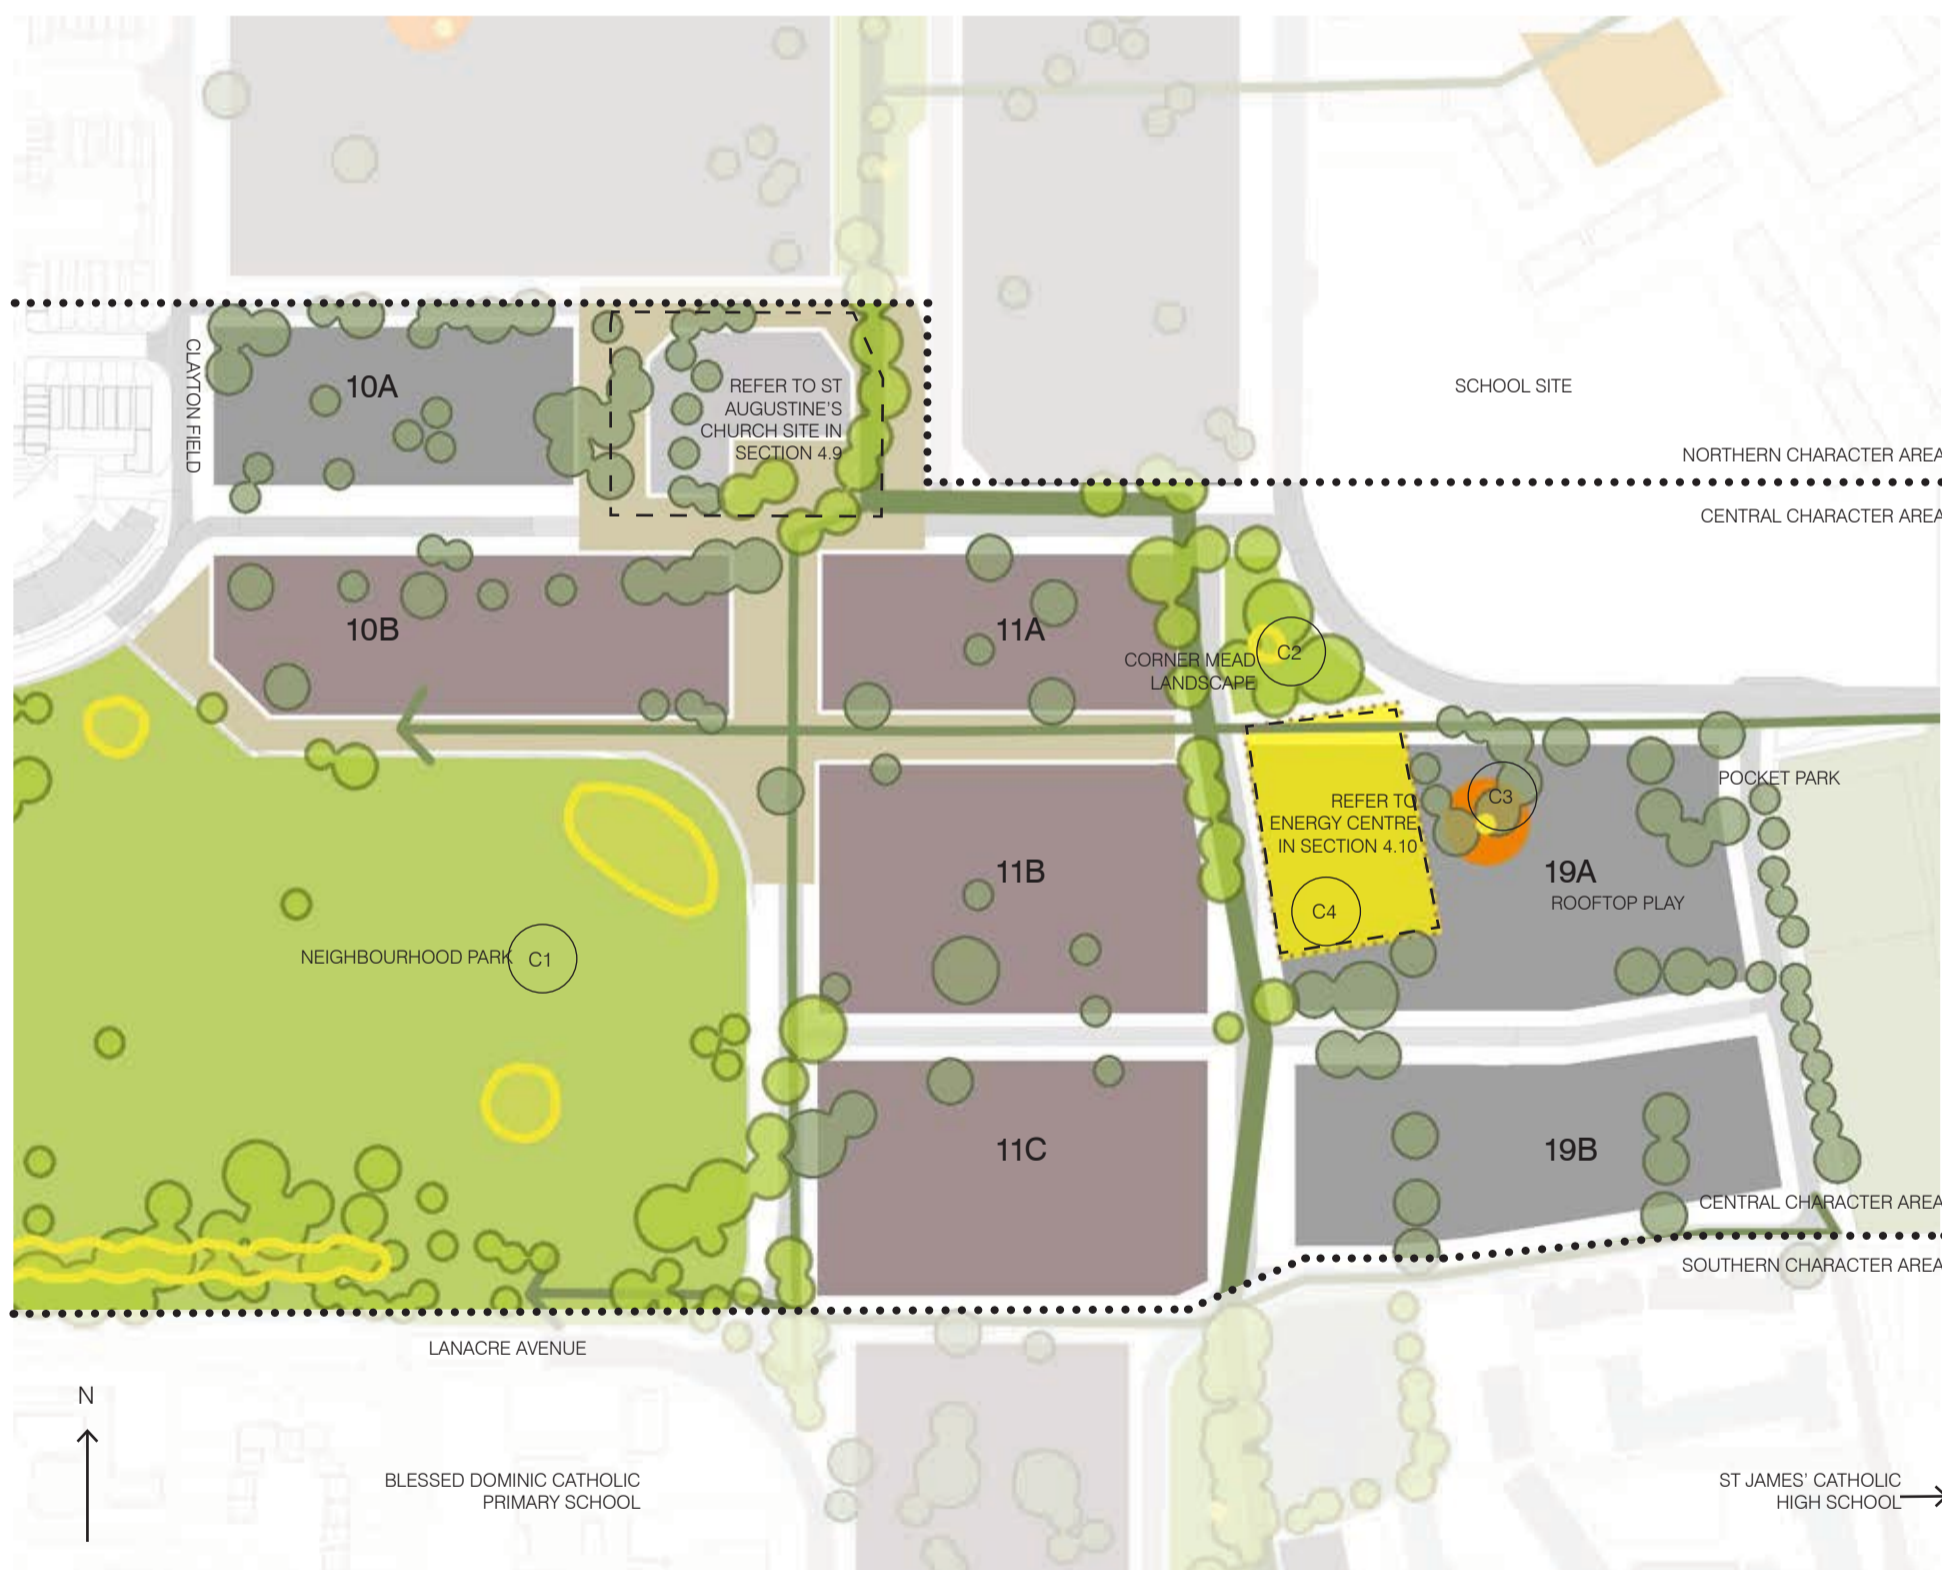 CLAYTON FIELD
10A
REFER TO ST
AUGUSTINE'S
CHURCH SITE IN
SECTION 4.9
SCHOOL SITE
NORTHERN CHARACTER AREA
CENTRAL CHARACTER AREA
10B
11A
CORNER MEAD
LANDSCAPE
C2
POCKET PARK
REFER TO
ENERGY CENTRE
IN SECTION 4.10
C3
11B
19A
ROOFTOP PLAY
C4
NEIGHBOURHOOD PARK
C1
11C
19B
CENTRAL CHARACTER AREA
SOUTHERN CHARACTER AREA
LANACRE AVENUE
N
BLESSED DOMINIC CATHOLIC
PRIMARY SCHOOL
ST JAMES' CATHOLIC
HIGH SCHOOL